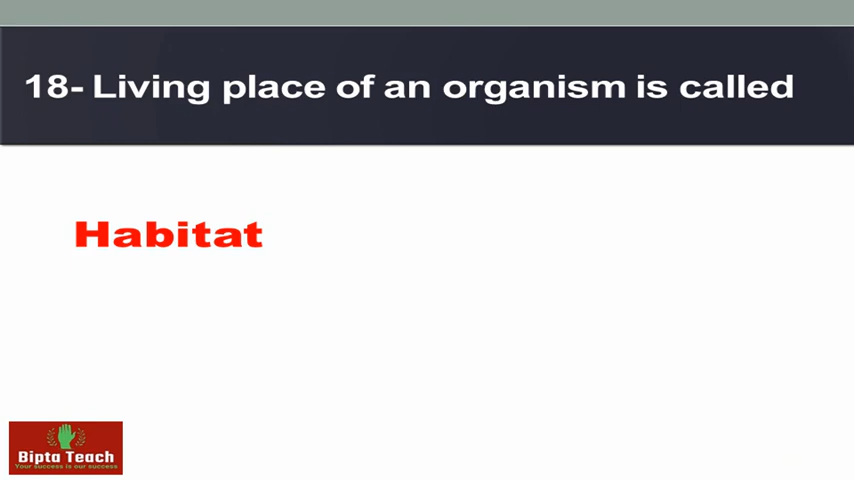 18- Living place of an organism is called
Habitat
Bipta Teach
Your success is our success